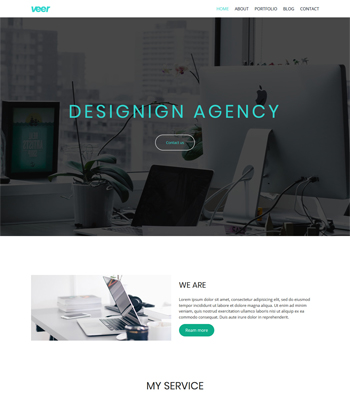 veer
HOME ABOUT PORTFOLIO BLOG CONTACT
DESIGNIGN AGENCY
Contact us
WE ARE
Lorem ipsum dolor sit amet, consectetur adipisicing elit, sed do eiusmod
tempor incididunt ut labore et dolore magna aliqua. Ut enim ad minim
veniam, quis nostrud exercitation ullamco laboris nisi ut aliquip ex ea
commodo consequat. Duis aute irure dolor in reprehenderit.
Ream more
MY SERVICE